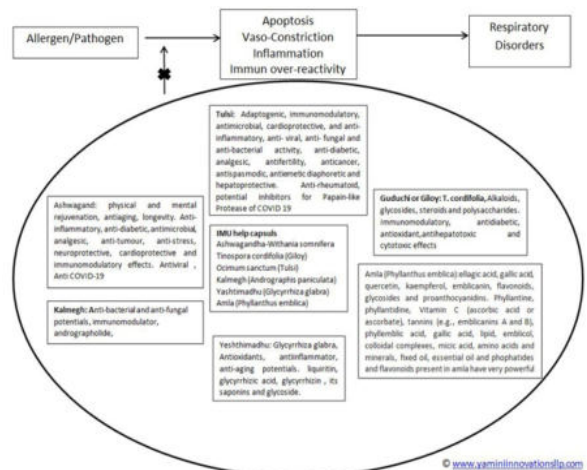 Allergen/Pathogen
Apoptosis
Vaso-Constriction
Inflammation
Immun over-reactivity
Respiratory
Disorders
Tulsi: Adaptogenic, immunomodulatory,
antimicrobial, cardioprotective, and anti-
inflammatory, anti- viral, anti- fungal and
and anti-bacterial activity, anti-diabetic,
analgesic, antifertility, anticancer,
antispasmodic, antiemetic diaphoretic and
hepatoprotective. Anti-rheumatoid,
potential inhibitors for Papain-like
Protease of COVID 19
Ashwagand: physical and mental
rejuvenation, antiaging, longevity. Anti-
inflammatory, anti-diabetic, antimicrobial,
analgesic, anti-tumour, anti-stress,
neuroprotective, cardioprotective and
immunomodulatory effects. Antiviral ,
Anti COVID-19
Guduchi or Giloy: T. cordifolia, Alkaloids,
glycosides, steroids and polysaccharides.
immunomodulatory, antidiabetic,
antioxidant,antihepatotoxic and
cytotoxic effects
IMU help capsuls
Ashwagandha-Withania somnifera
Tinospora cordifolia (Giloy)
Ocimum sanctum (Tulsi)
Kalmegh (Andrographis paniculata)
Yashtimadhu (Glycyrrhiza glabra)
Amla (Phyllanthus emblica)
Kalmegh: Anti-bacterial and anti-fungal
potentials, immunomodulator,
andrographolide,
Amla (Phyllanthus emblica): ellagic acid, gallic acid,
quercetin, kaempferol, emblicanin, flavonoids,
glycosides and proanthocyanidins. Phyllantine,
phyllantidine, Vitamin C (ascorbic acid or
ascorbate), tannins (e.g., emblicanins A and B),
phyllemblic acid, gallic acid, lipid, emblicol,
colloidal complexes, micic acid, amino acids and
minerals, fixed oil, essential oil and phophatides
and flavonoids present in amla have very powerful
Yeshthimadhu: Glycyrrhiza glabra,
Antioxidants, antiinflammator,
anti-aging potentials. liquiritin,
glycyrrhizic acid, glycyrrhizin , its
saponins and glycoside.
© www.yaminiinnovationsllp.com